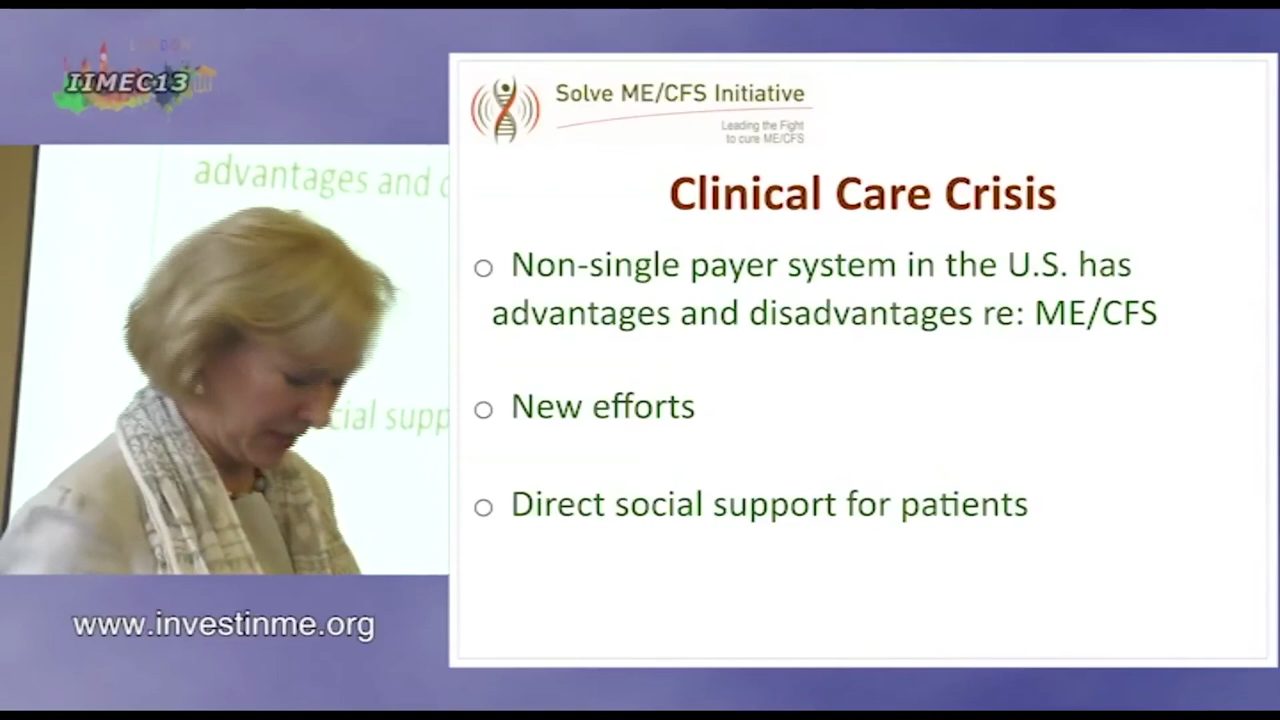 LONDON
IIMEC13
advantages and d
cial supp
www.investinme.org
Solve ME/CFS Initiative
Leading the Fight
to cure ME/CFS
Clinical Care Crisis
Non-single payer system in the U.S. has
advantages and disadvantages re: ME/CFS
New efforts
Direct social support for patients